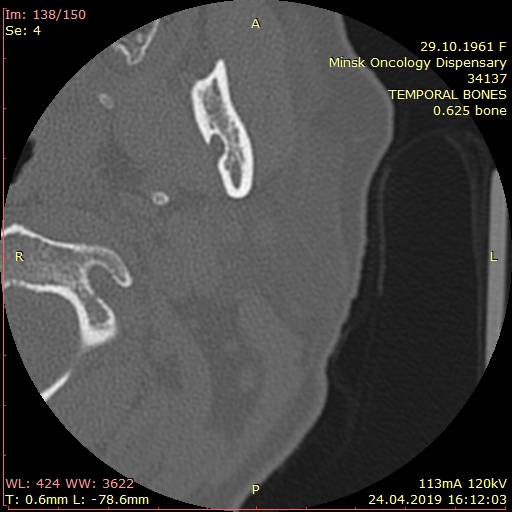 Im: 138/150
Se: 4
A
29.10.1961 F
Minsk Oncology Dispensary
34137
TEMPORAL BONES
0.625 bone
R
L
WL: 424 WW: 3622
T: 0.6mm L: -78.6mm
P
113mA 120kV
24.04.2019 16:12:03